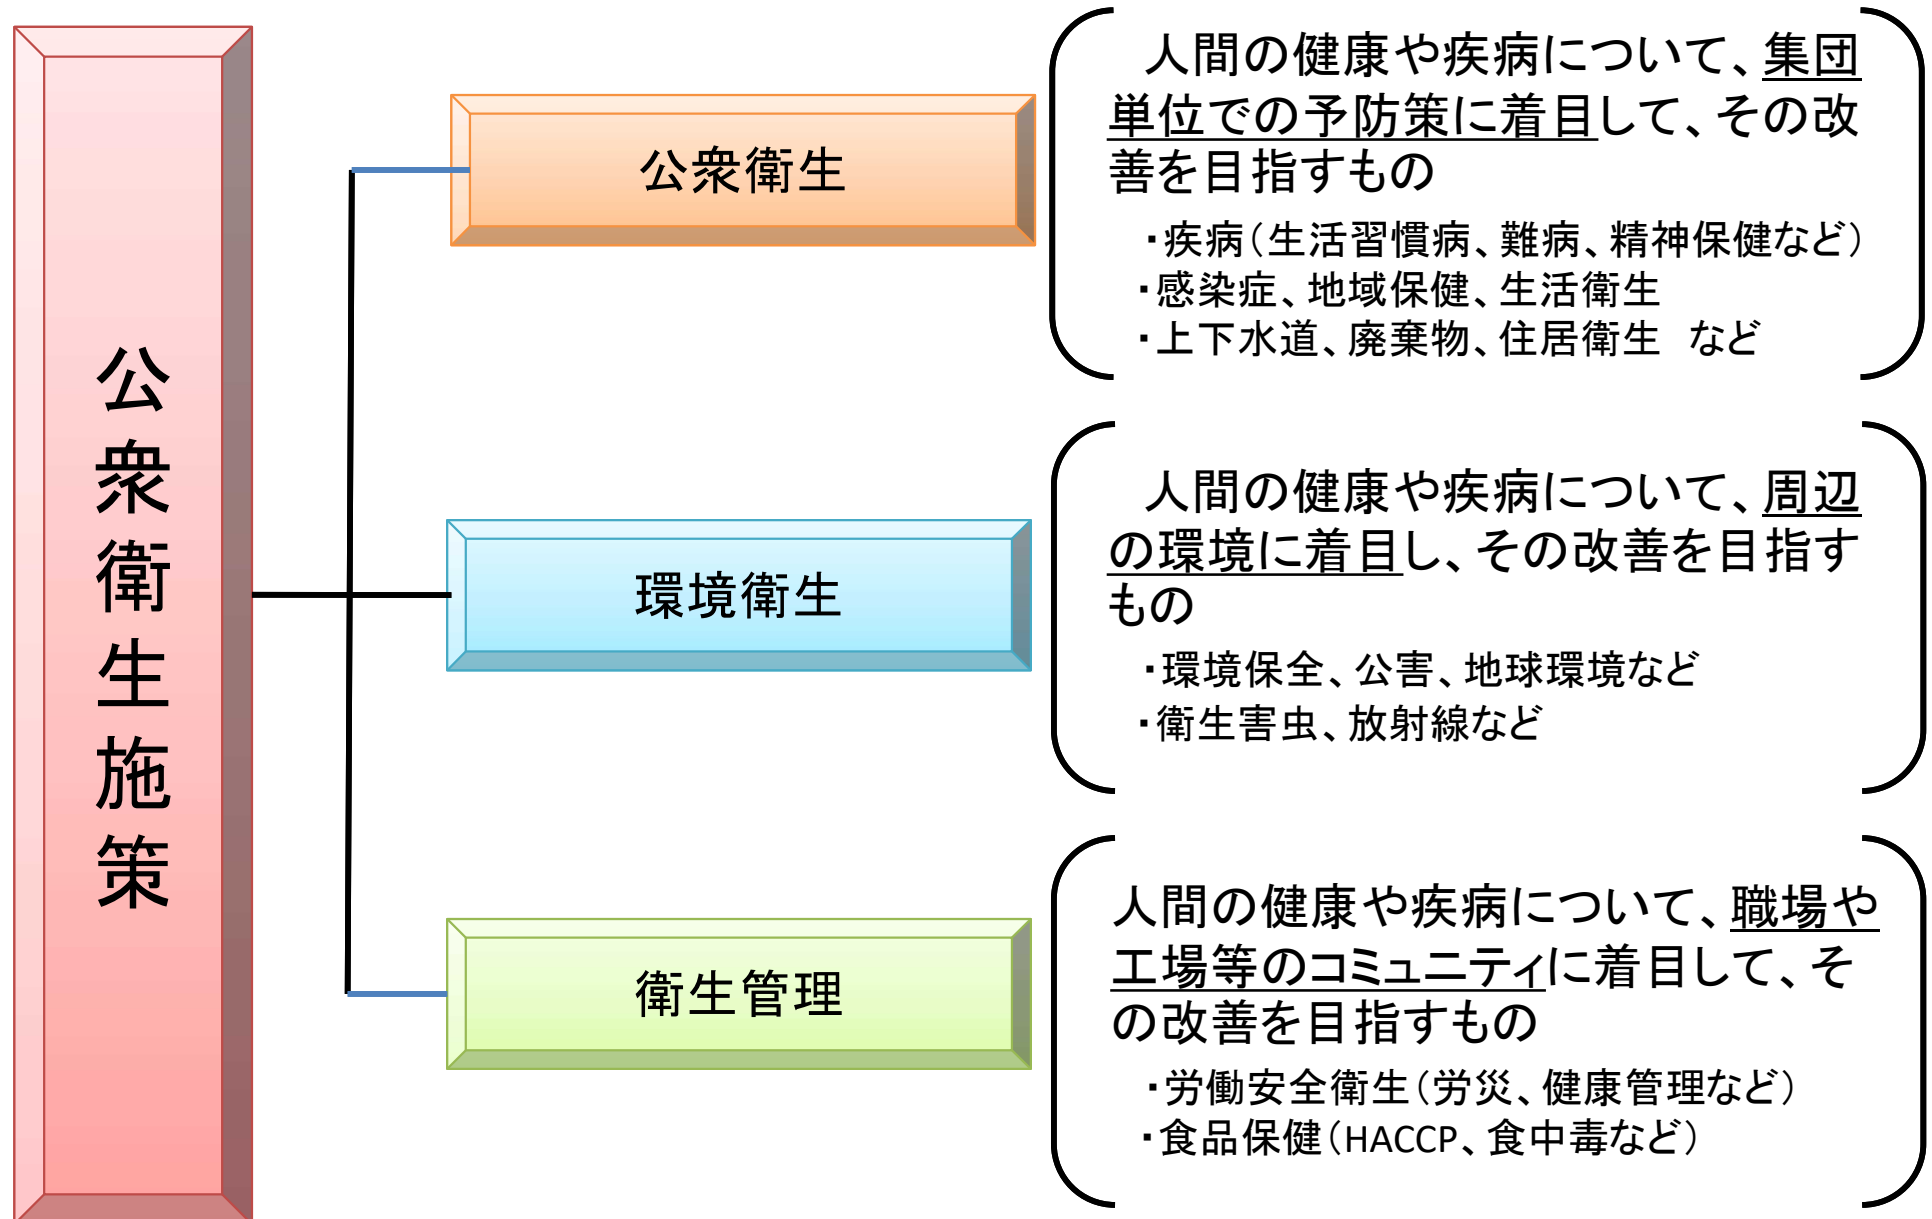 公衆衛生施策
公衆衛生
人間の健康や疾病について、集団
単位での予防策に着目して、その改
善を目指すもの
・疾病（生活習慣病、難病、精神保健など）
・感染症、地域保健、生活衛生
・上下水道、廃棄物、住居衛生　など
環境衛生
人間の健康や疾病について、周辺
の環境に着目し、その改善を目指す
もの
・環境保全、公害、地球環境など
・衛生害虫、放射線など
衛生管理
人間の健康や疾病について、職場や
工場等のコミュニティに着目して、そ
の改善を目指すもの
・労働安全衛生（労災、健康管理など）
・食品保健（HACCP、食中毒など）